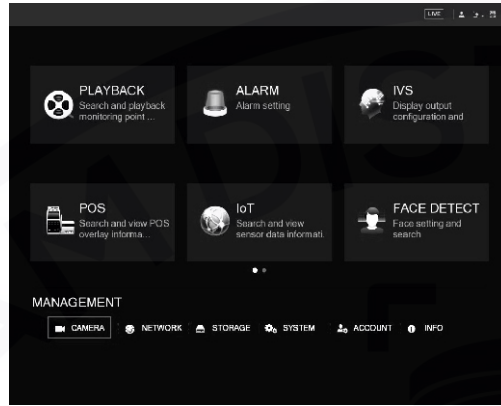 LIVE
PLAYBACK
Search and playback
monitoring point ...
ALARM
Alarm setting
IVS
Display output
configuration and
POS
Search and view POS
overlay informa...
IoT
Search and view
sensor data informati.
FACE DETECT
Face setting and
search
MANAGEMENT
CAMERA NETWORK STORAGE SYSTEM ACCOUNT INFO